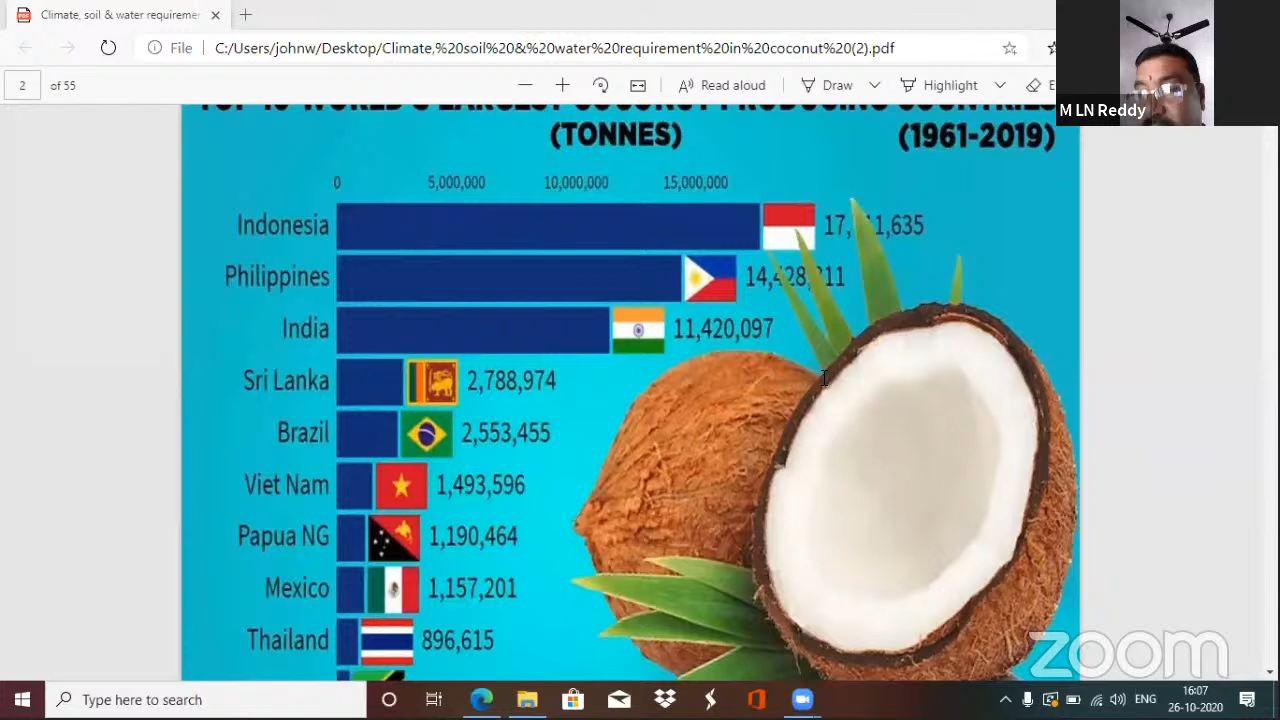 Climate, soil & water requireme
File
C:/Users/johnw/Desktop/Climate,%20soil%20&%20water%20requirement%20in%20coconut%20(2).pdf
2 of 55
Read aloud
Draw
Highlight
M LN Reddy
(TONNES) (1961-2019)
0 5,000,000 10,000,000 15,000,000
Indonesia
Philippines
India 11,420,097
Sri Lanka 2,788,974
Brazil 2,553,455
Viet Nam 1,493,596
Papua NG 1,190,464
Mexico 1,157,201
Thailand 896,615
zoom
Type here to search
ENG
16:07
26-10-2020